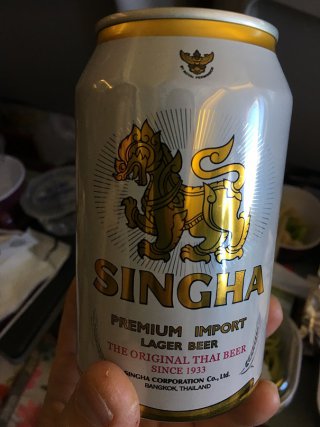 SINGHA
PREMIUM IMPORT
LAGER BEER
THE ORIGINAL THAI BEER
SINCE 1933
SINGHA CORPORATION Co., Ltd.
BANGKOK, THAILAND